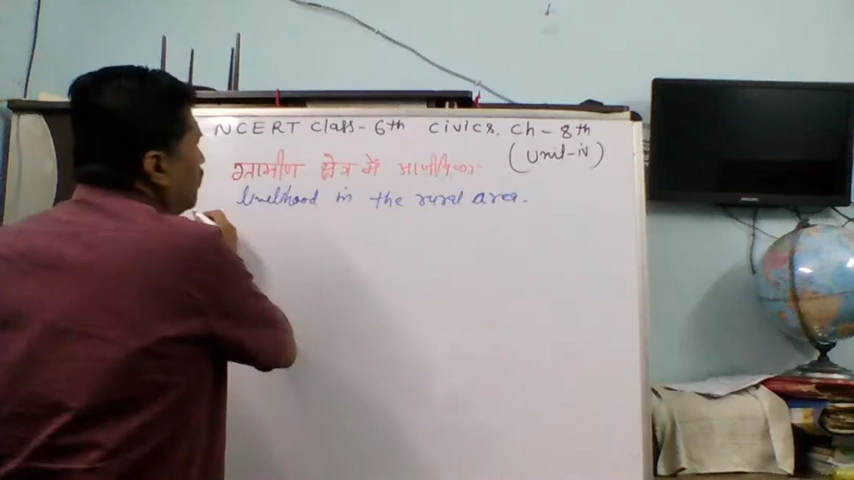 NCERT Class - 6th Civics, Ch - 8th
(Unit-iv)
ग्रामीण क्षेत्र में आजीविका
livelihood in the rural area.